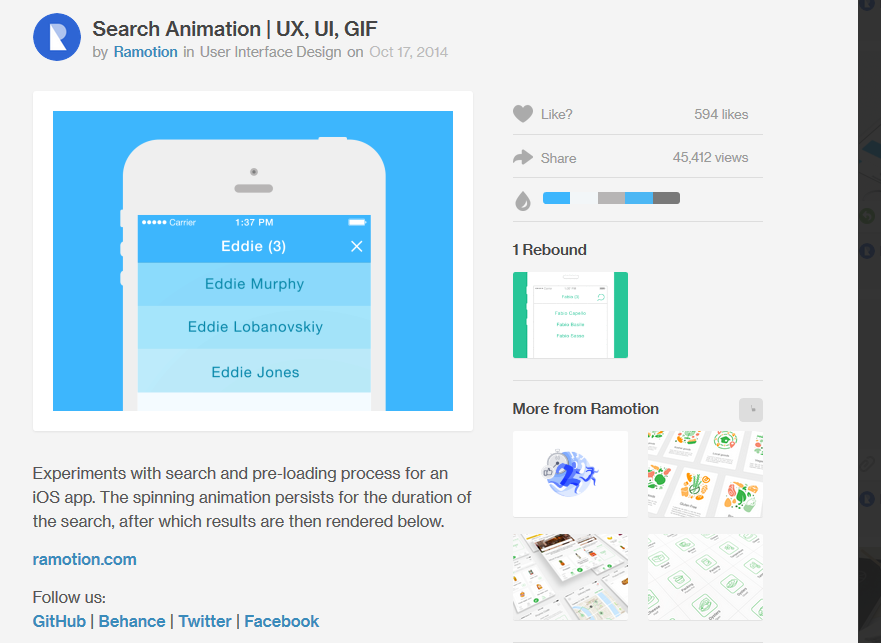 Search Animation | UX, UI, GIF
by Ramotion in User Interface Design on Oct 17, 2014
Carrier 1:37 PM
Eddie (3)
Eddie Murphy
Eddie Lobanovskiy
Eddie Jones
Experiments with search and pre-loading process for an
iOS app. The spinning animation persists for the duration of
the search, after which results are then rendered below.
ramotion.com
Follow us:
GitHub | Behance | Twitter | Facebook
Like? 594 likes
Share 45,412 views
1 Rebound
Fabio (3)
Fabio Capello
Fabio Basile
More from Ramotion